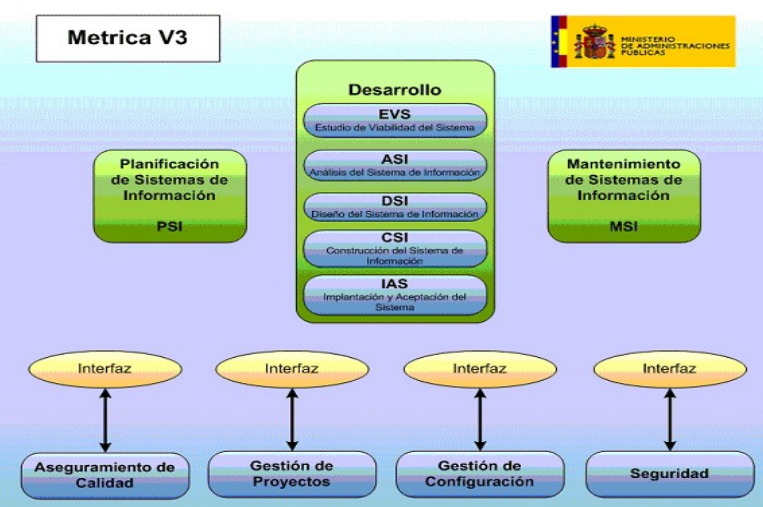 Metrica V3
MINISTERIO
DE ADMINISTRACIONES
PÚBLICAS
Desarrollo
EVS
Estudio de Viabilidad del Sistema
ASI
Análisis del Sistema de Información
DSI
Diseño del Sistema de Información
CSI
Construcción del Sistema de
Información
IAS
Implantación y Aceptación del
Sistema
Planificación
de Sistemas de
Información
PSI
Mantenimiento
de Sistemas de
Información
MSI
Interfaz
Interfaz
Interfaz
Interfaz
Aseguramiento de
Calidad
Gestión de
Proyectos
Gestión de
Configuración
Seguridad